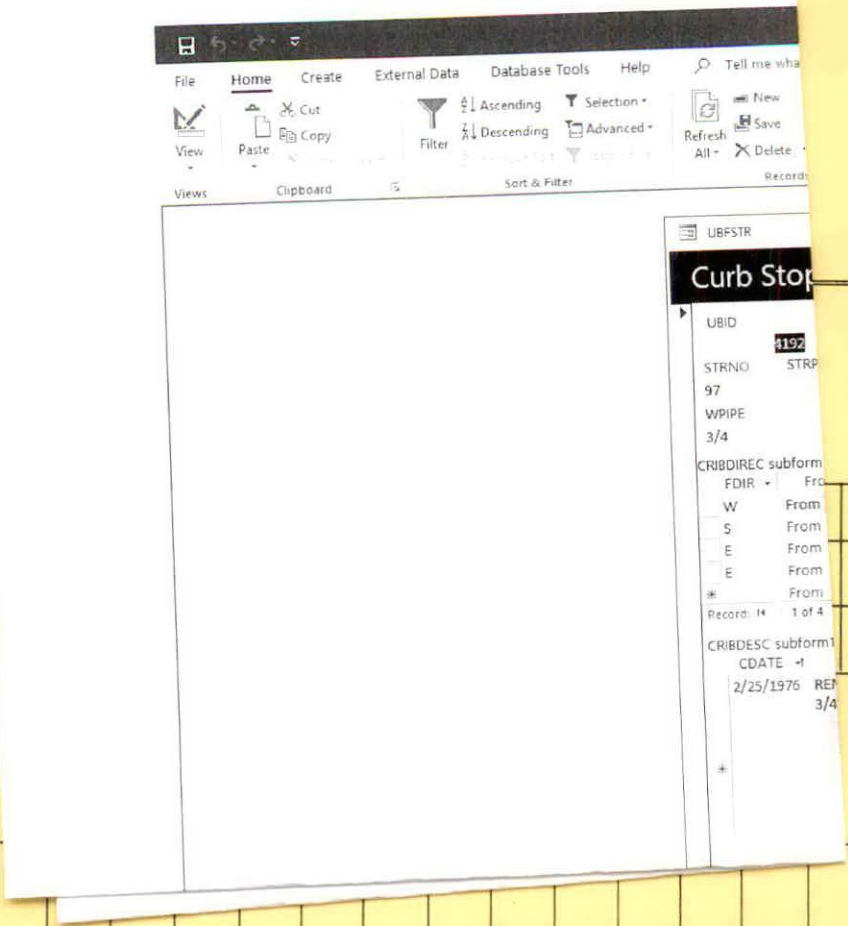 File Home Create External Data Database Tools Help Tell me wha
View Paste Cut Copy Filter Ascending Descending Selection Advanced Refresh All New Save Delete
Views Clipboard Sort & Filter Records
UBFSTR
Curb Stop
UBID
4192
STRNO STRP
97
WPIPE
3/4
CRIBDIREC subform
FDIR Fro
W From
S From
E From
E From
* From
Record: 1 of 4
CRIBDESC subform1
CDATE
2/25/1976 REN
3/4
*